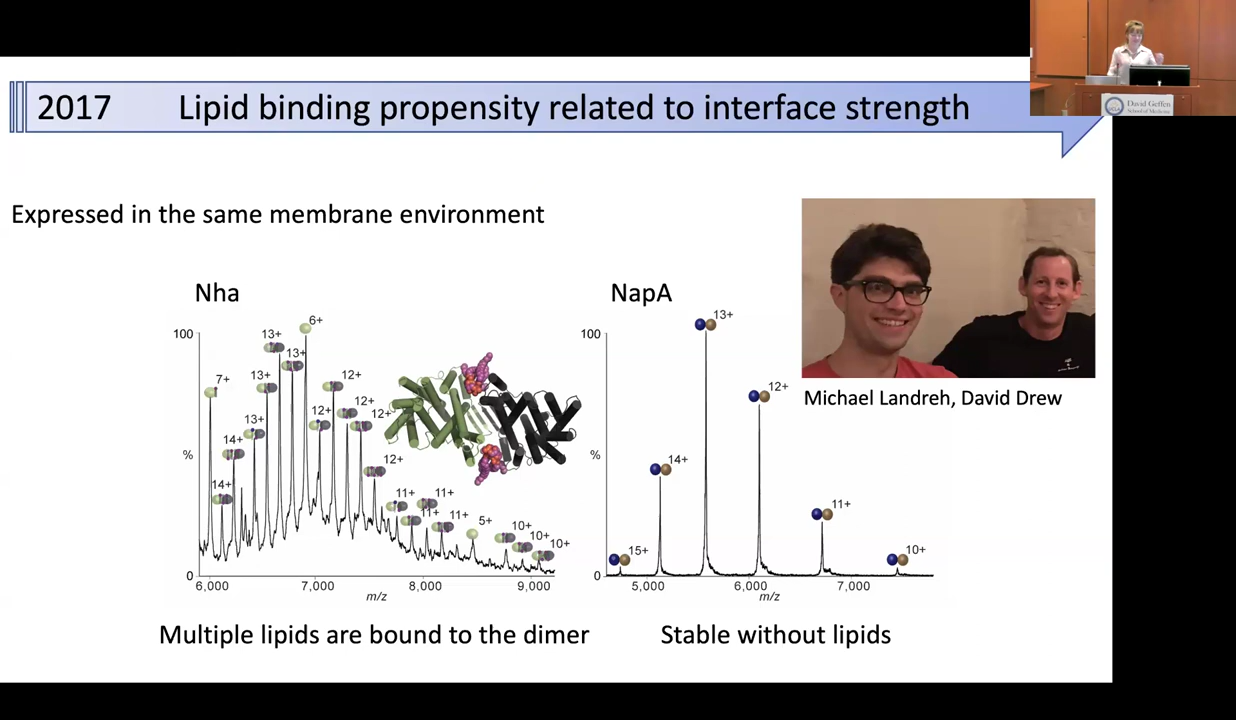 2017 Lipid binding propensity related to interface strength
David Geffen
School of Medicine
Expressed in the same membrane environment
Nha
100
%
0
7+
14+
14+
13+
13+
13+
13+
6+
12+
12+
12+
12+
12+
11+
11+
11+
11+
5+
10+
10+
10+
6,000 7,000 8,000 9,000
m/z
Multiple lipids are bound to the dimer
NapA
100
%
0
15+
14+
13+
12+
11+
10+
5,000 6,000 7,000
m/z
Stable without lipids
Michael Landreh, David Drew